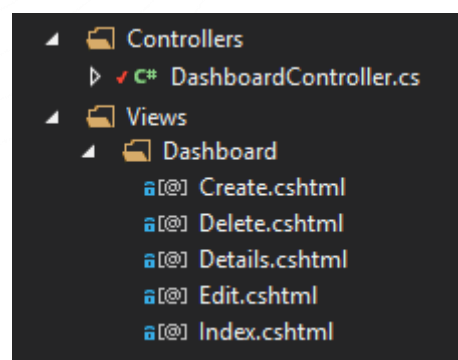 Controllers
C# DashboardController.cs
Views
Dashboard
[@] Create.cshtml
[@] Delete.cshtml
[@] Details.cshtml
[@] Edit.cshtml
[@] Index.cshtml